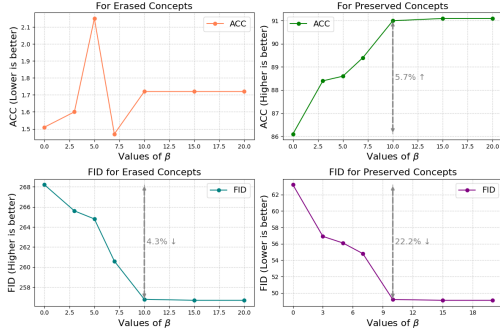 For Erased Concepts
ACC (Lower is better)
2.1
2.0
1.9
1.8
1.7
1.6
1.5
ACC
0.0 2.5 5.0 7.5 10.0 12.5 15.0 17.5 20.0
Values of β
For Preserved Concepts
ACC (Higher is better)
91
90
89
88
87
86
ACC
5.7% ↑
0.0 2.5 5.0 7.5 10.0 12.5 15.0 17.5 20.0
Values of β
FID for Erased Concepts
FID (Higher is better)
268
266
264
262
260
258
FID
4.3% ↓
0.0 2.5 5.0 7.5 10.0 12.5 15.0 17.5 20.0
Values of β
FID for Preserved Concepts
FID (Lower is better)
62
60
58
56
54
52
50
FID
22.2% ↓
0 3 6 9 12 15 18
Values of β